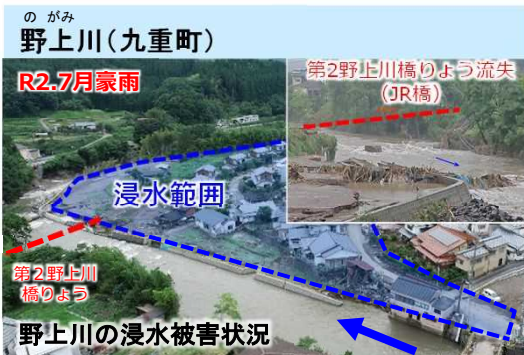 のがみ
野上川（九重町）
R2.7月豪雨
第2野上川橋りょう流失
（JR橋）
浸水範囲
第2野上川
橋りょう
野上川の浸水被害状況